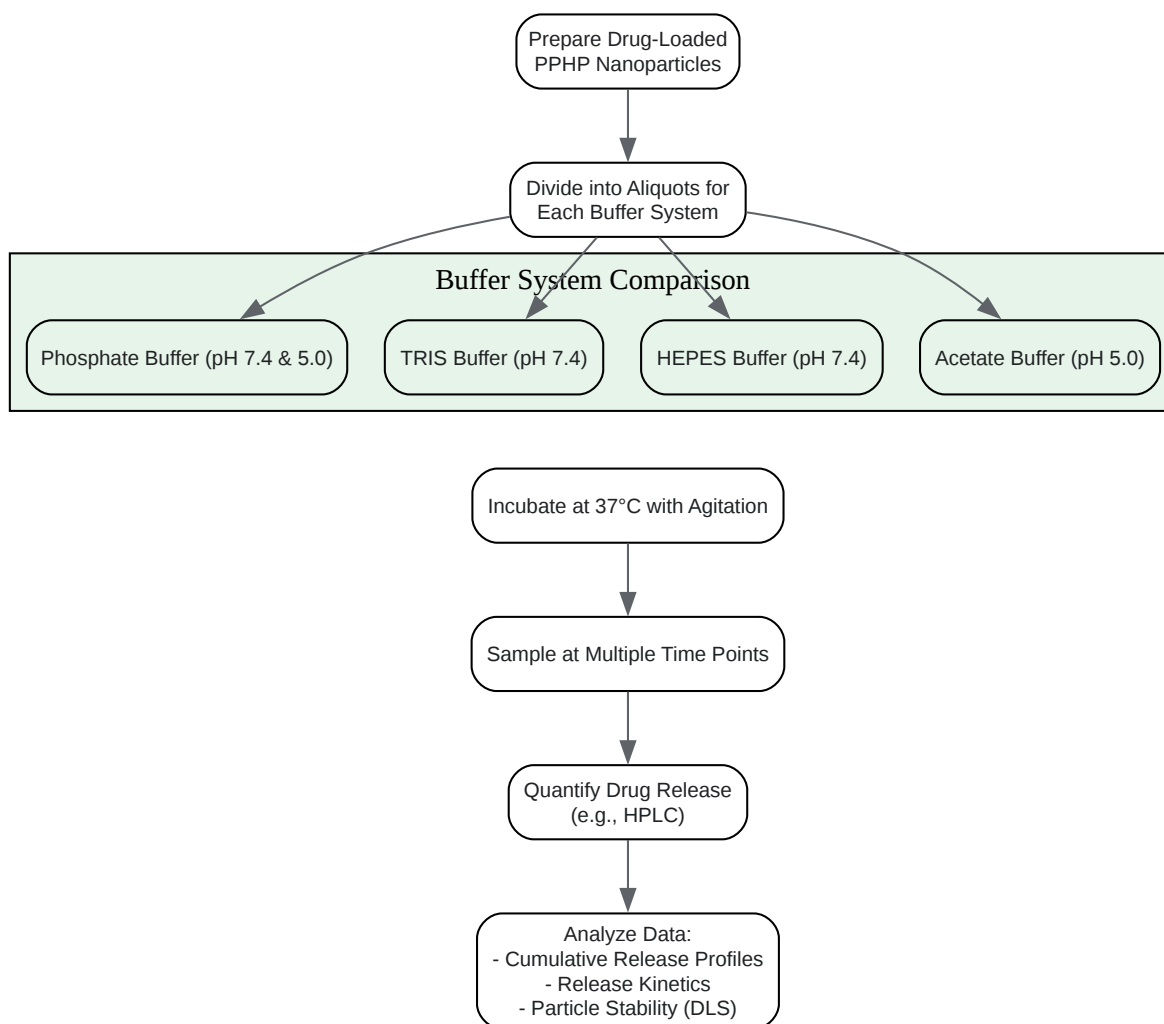 Prepare Drug-Loaded
PPHP Nanoparticles
Divide into Aliquots for
Each Buffer System
Buffer System Comparison
Phosphate Buffer (pH 7.4 & 5.0)
TRIS Buffer (pH 7.4)
HEPES Buffer (pH 7.4)
Acetate Buffer (pH 5.0)
Incubate at 37°C with Agitation
Sample at Multiple Time Points
Quantify Drug Release
(e.g., HPLC)
Analyze Data:
- Cumulative Release Profiles
- Release Kinetics
- Particle Stability (DLS)